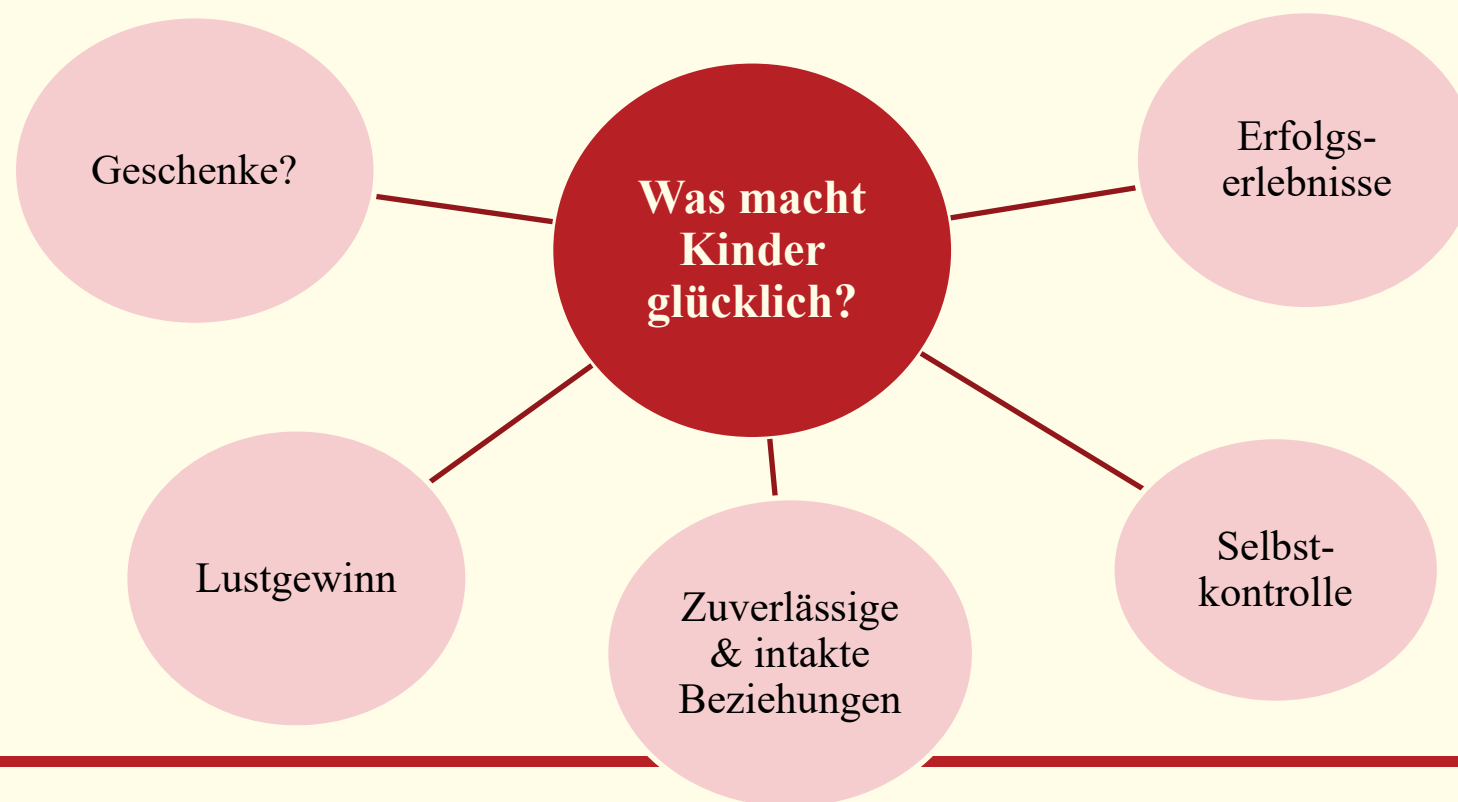 Geschenke?
Was macht
Kinder
glücklich?
Erfolgs-
erlebnisse
Lustgewinn
Zuverlässige
& intakte
Beziehungen
Selbst-
kontrolle